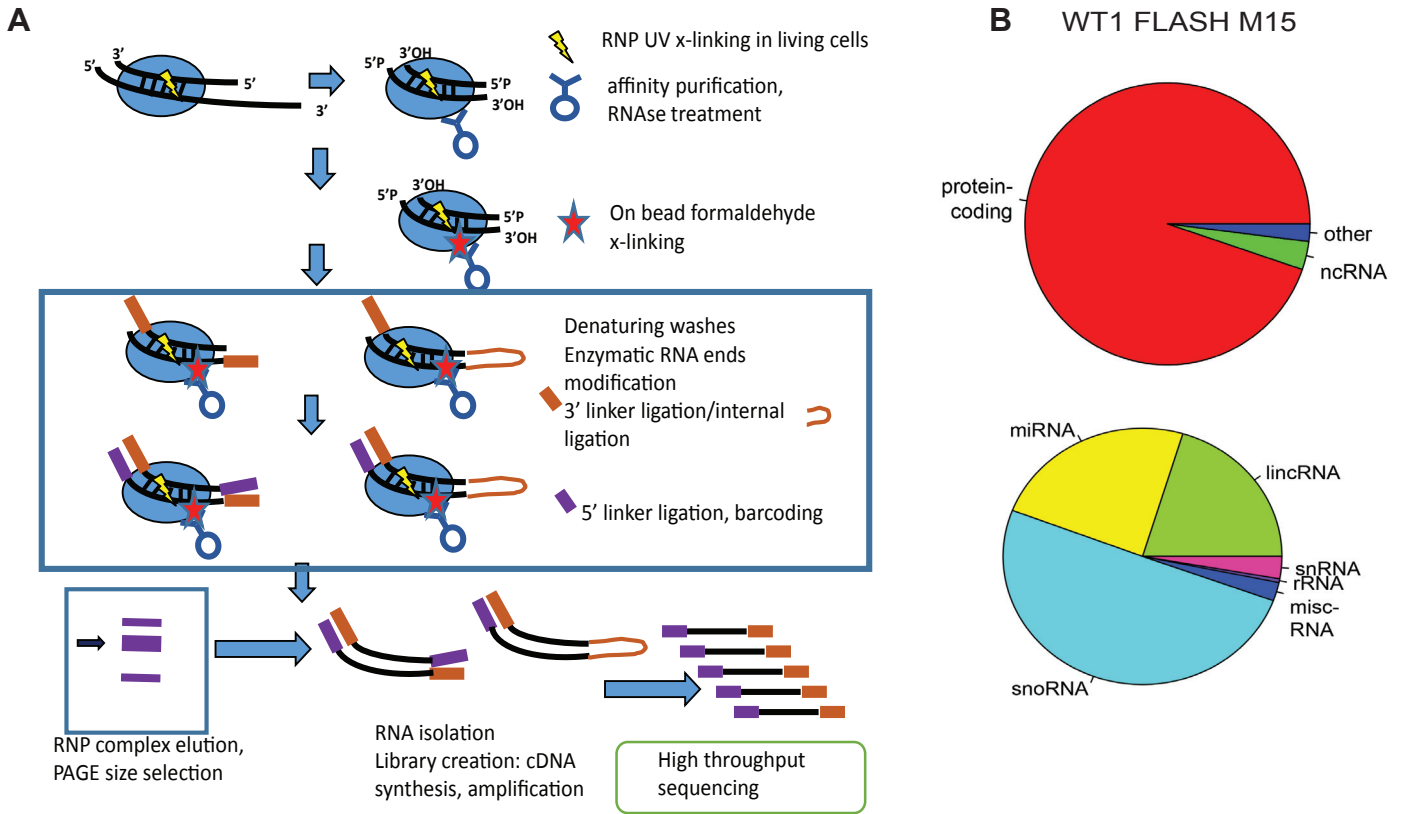 A
5’
3’
5’
3’
5’P
3’OH
5’P
3’OH
RNP UV x-linking in living cells
affinity purification,
RNAse treatment
5’P
3’OH
5’P
3’OH
On bead formaldehyde
x-linking
Denaturing washes
Enzymatic RNA ends
modification
3’ linker ligation/internal
ligation
5’ linker ligation, barcoding
RNP complex elution,
PAGE size selection
RNA isolation
Library creation: cDNA
synthesis, amplification
High throughput
sequencing
B
WT1 FLASH M15
protein-
coding
other
ncRNA
miRNA
lincRNA
snRNA
rRNA
misc-
RNA
snoRNA